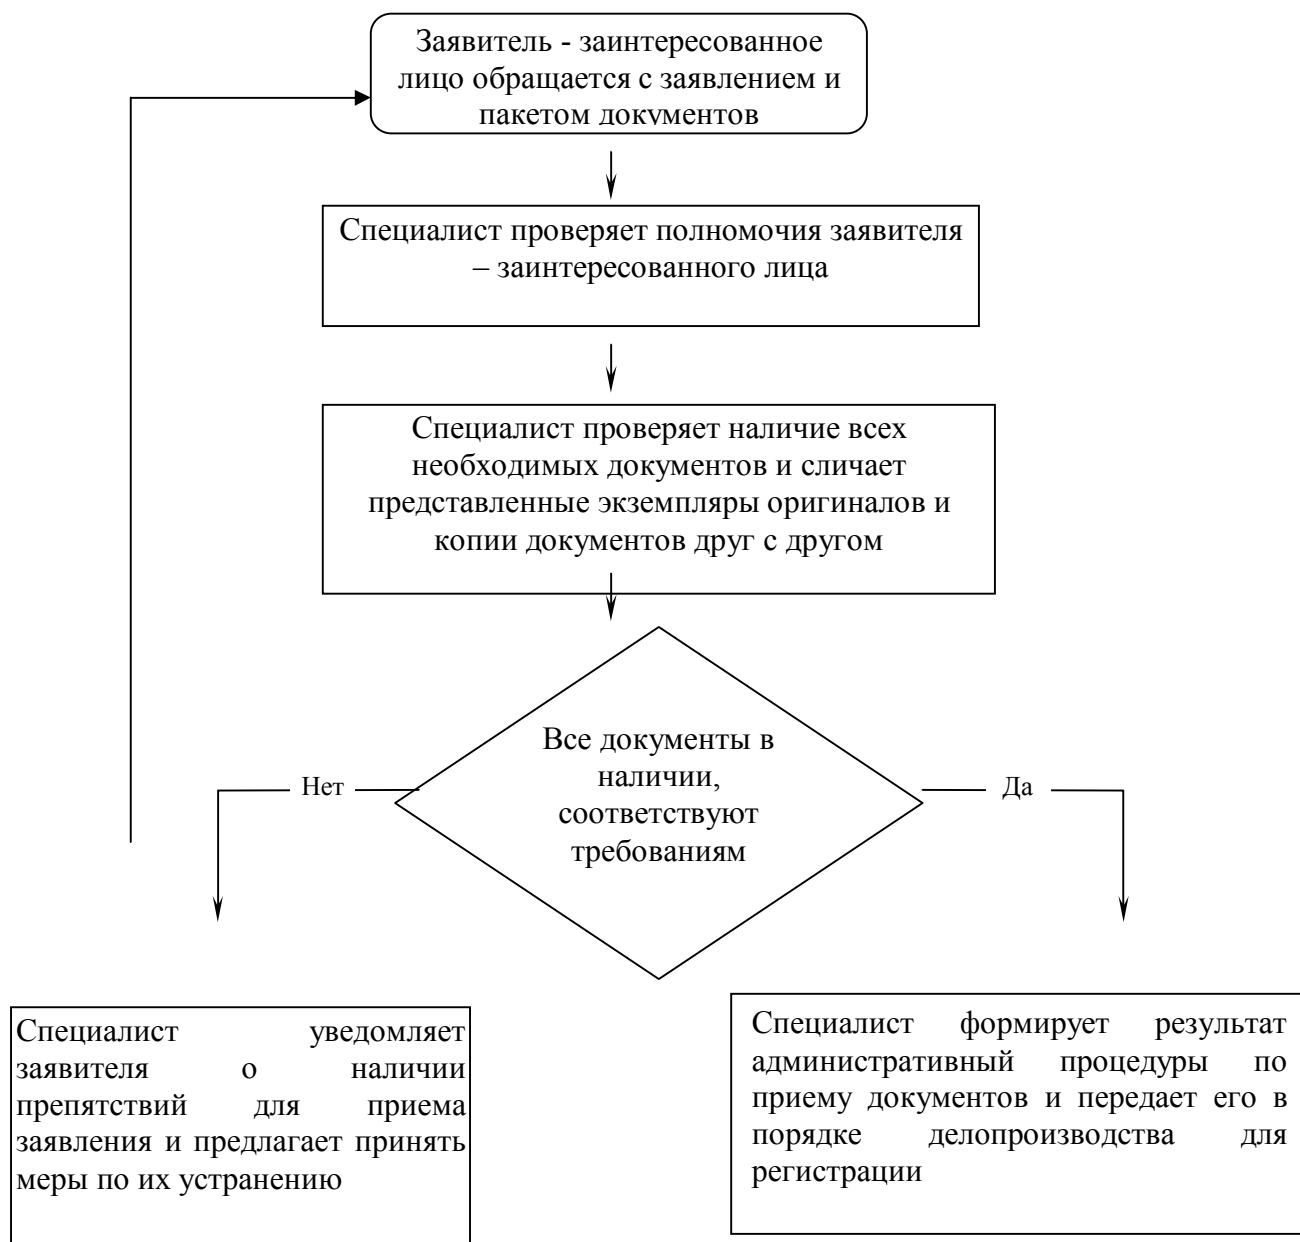 Заявитель - заинтересованное
лицо обращается с заявлением и
пакетом документов
Специалист проверяет полномочия заявителя
– заинтересованного лица
Специалист проверяет наличие всех
необходимых документов и сличает
представленные экземпляры оригиналов и
копии документов друг с другом
Все документы в
наличии,
соответствуют
требованиям
Нет
Да
Специалист уведомляет
заявителя о наличии
препятствий для приема
заявления и предлагает принять
меры по их устранению
Специалист формирует результат
административный процедуры по
приему документов и передает его в
порядке делопроизводства для
регистрации